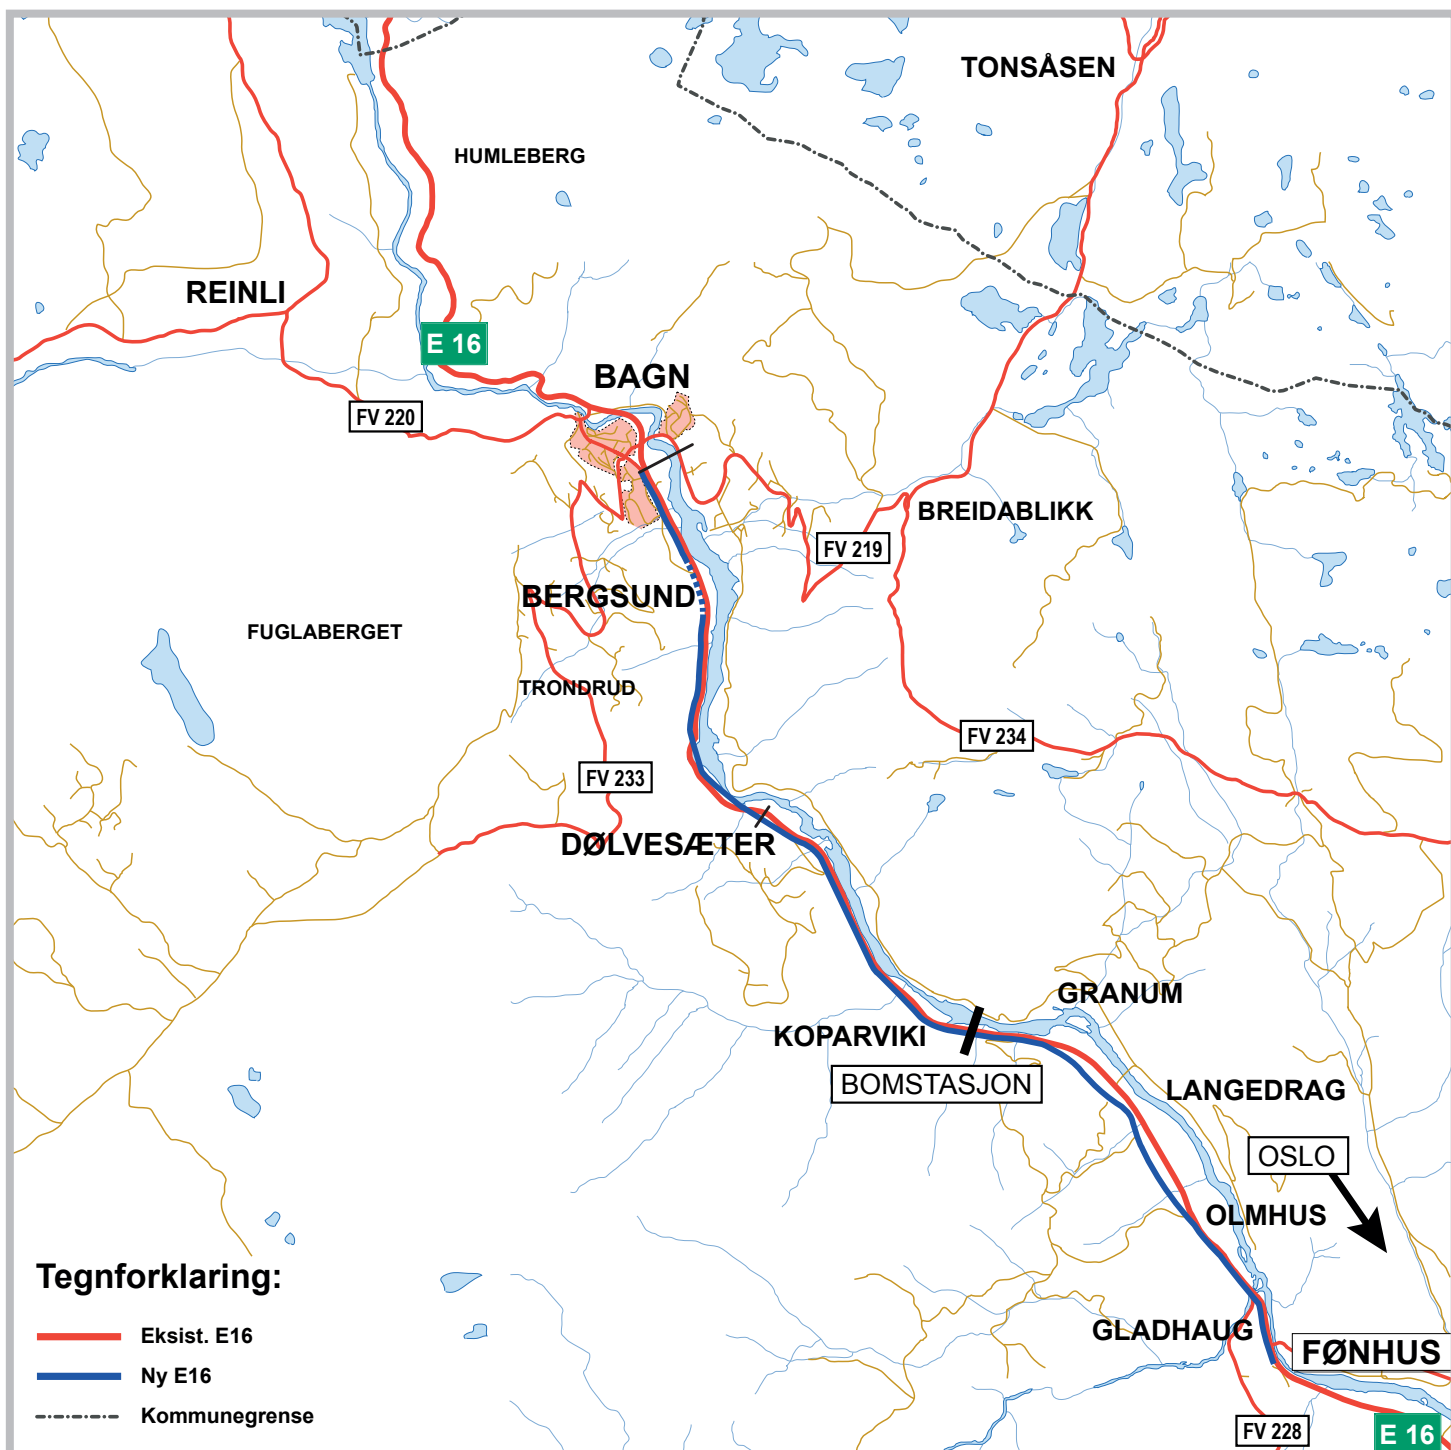 TONSÅSEN
HUMLEBERG
REINLI
E 16
BAGN
FV 220
BREIDABLIKK
FV 219
BERGSUND
FUGLABERGET
TRONDRUD
FV 234
FV 233
DØLVESÆTER
GRANUM
KOPARVIKI
BOMSTASJON
LANGEDRAG
OSLO
OLMHUS
GLADHAUG
FØNHUS
FV 228
E 16
Tegnforklaring:
Eksist. E16
Ny E16
Kommunegrense